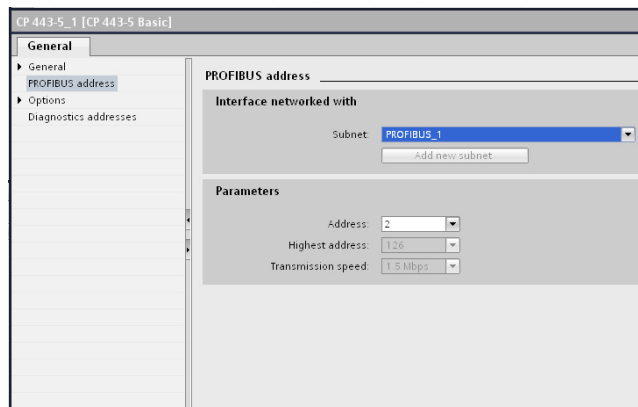 CP 443-5_1 [CP 443-5 Basic]
General
General
PROFIBUS address
Options
Diagnostics addresses
PROFIBUS address
Interface networked with
Subnet: PROFIBUS_1
Add new subnet
Parameters
Address: 2
Highest address: 126
Transmission speed: 1.5 Mbps